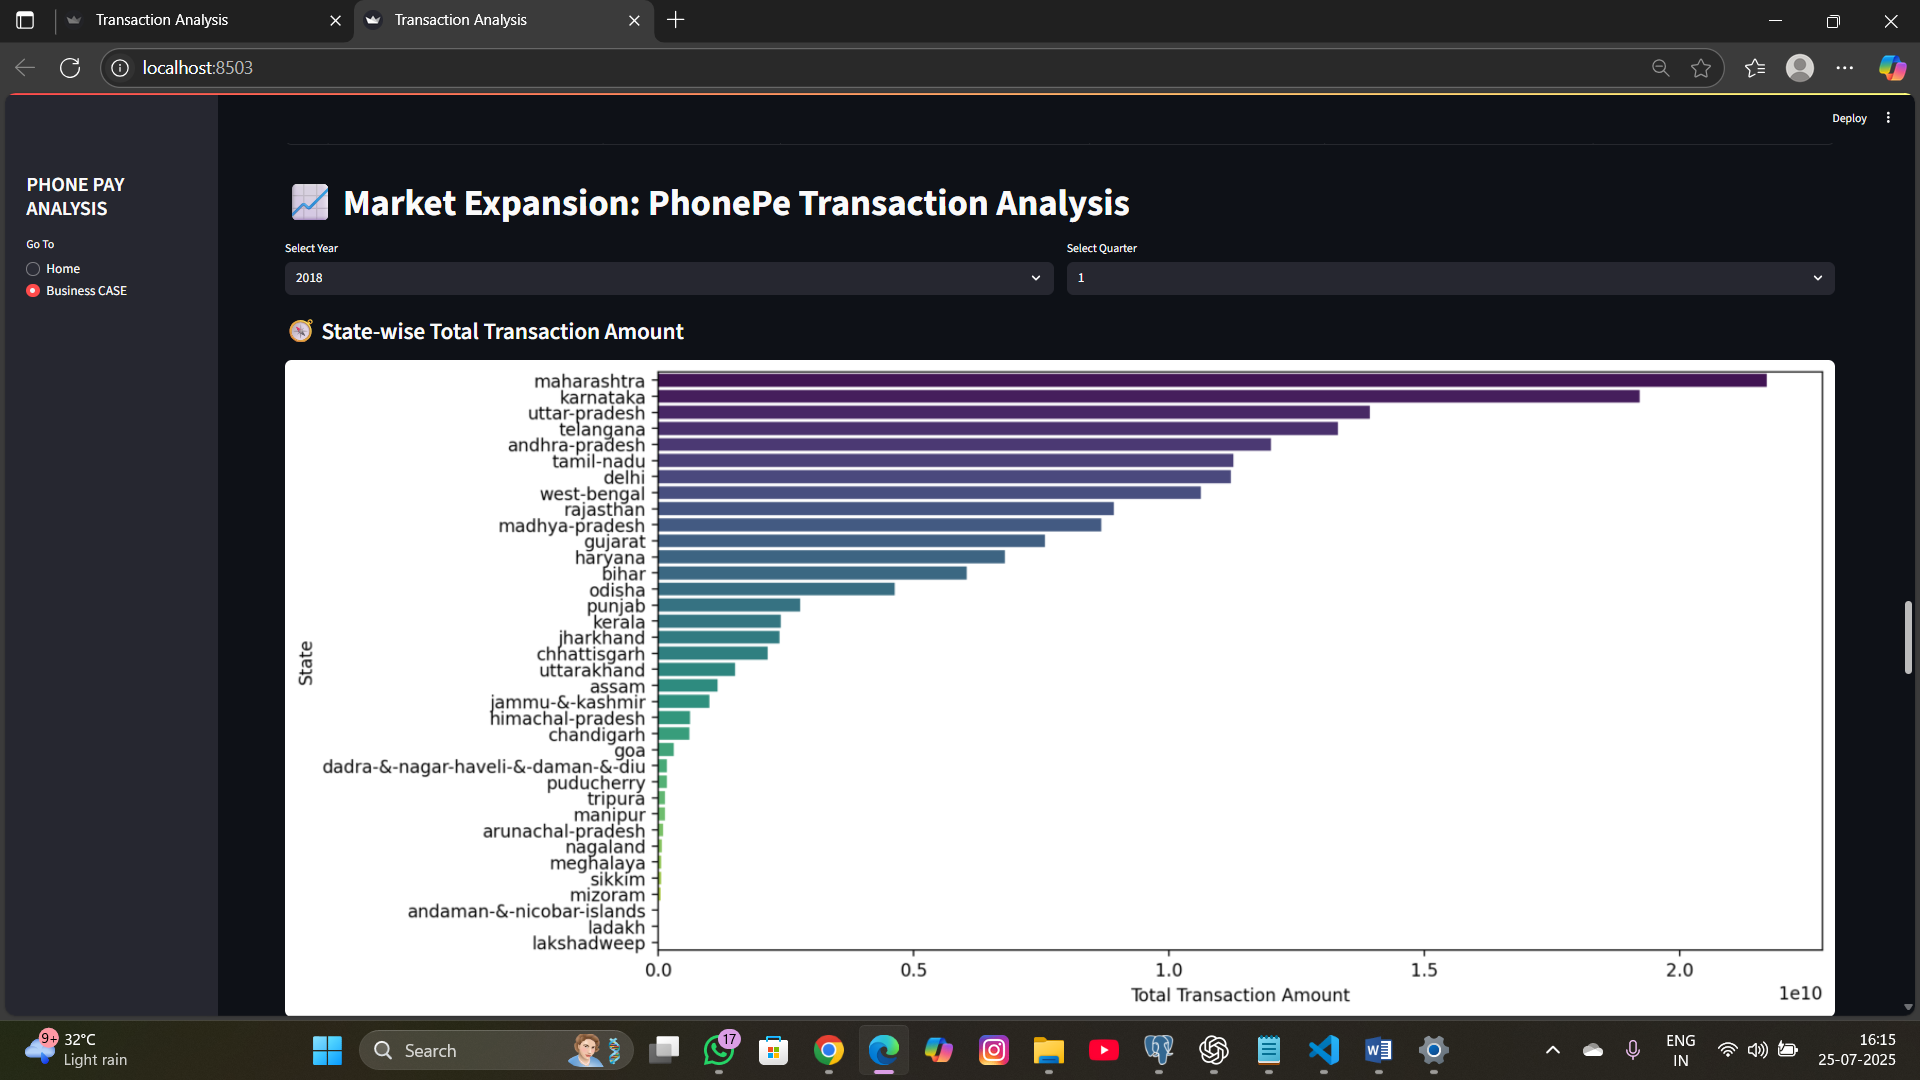 Transaction Analysis
Transaction Analysis
localhost:8503
Deploy
PHONE PAY
ANALYSIS
Go To
Home
Business CASE
Market Expansion: PhonePe Transaction Analysis
Select Year
Select Quarter
2018
1
State-wise Total Transaction Amount
State
maharashtra
karnataka
uttar-pradesh
telangana
andhra-pradesh
tamil-nadu
delhi
west-bengal
rajasthan
madhya-pradesh
gujarat
haryana
bihar
odisha
punjab
kerala
jharkhand
chhattisgarh
uttarakhand
assam
jammu-&-kashmir
himachal-pradesh
chandigarh
goa
dadra-&-nagar-haveli-&-daman-&-diu
puducherry
tripura
manipur
arunachal-pradesh
nagaland
meghalaya
sikkim
mizoram
andaman-&-nicobar-islands
ladakh
lakshadweep
0.0 0.5 1.0 1.5 2.0
Total Transaction Amount
1e10
9+
32°C
Light rain
Search
17
ENG
IN
16:15
25-07-2025